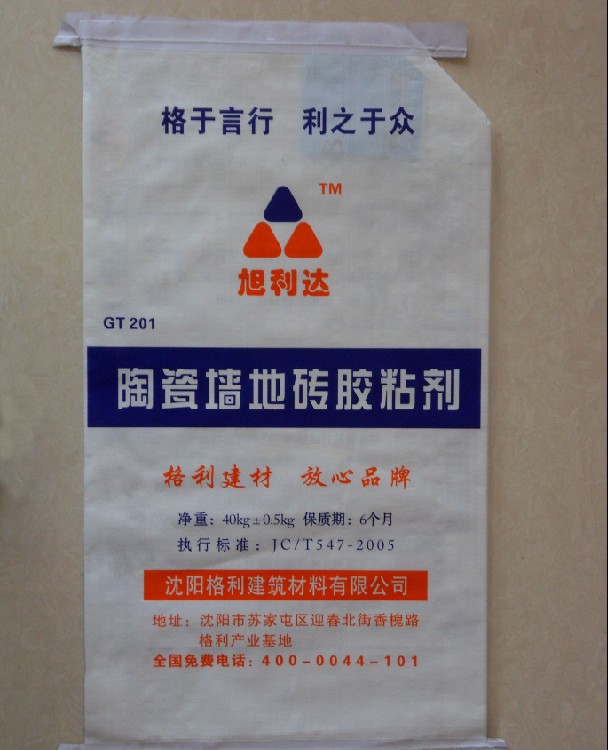 格于言行 利之于众
TM
旭利达
GT 201
陶瓷墙地砖胶粘剂
格利建材 放心品牌
净重：40kg±0.5kg 保质期：6个月
执行标准：JC/T547-2005
沈阳格利建筑材料有限公司
地址：沈阳市苏家屯区迎春北街香槐路
格利产业基地
全国免费电话：400-0044-101